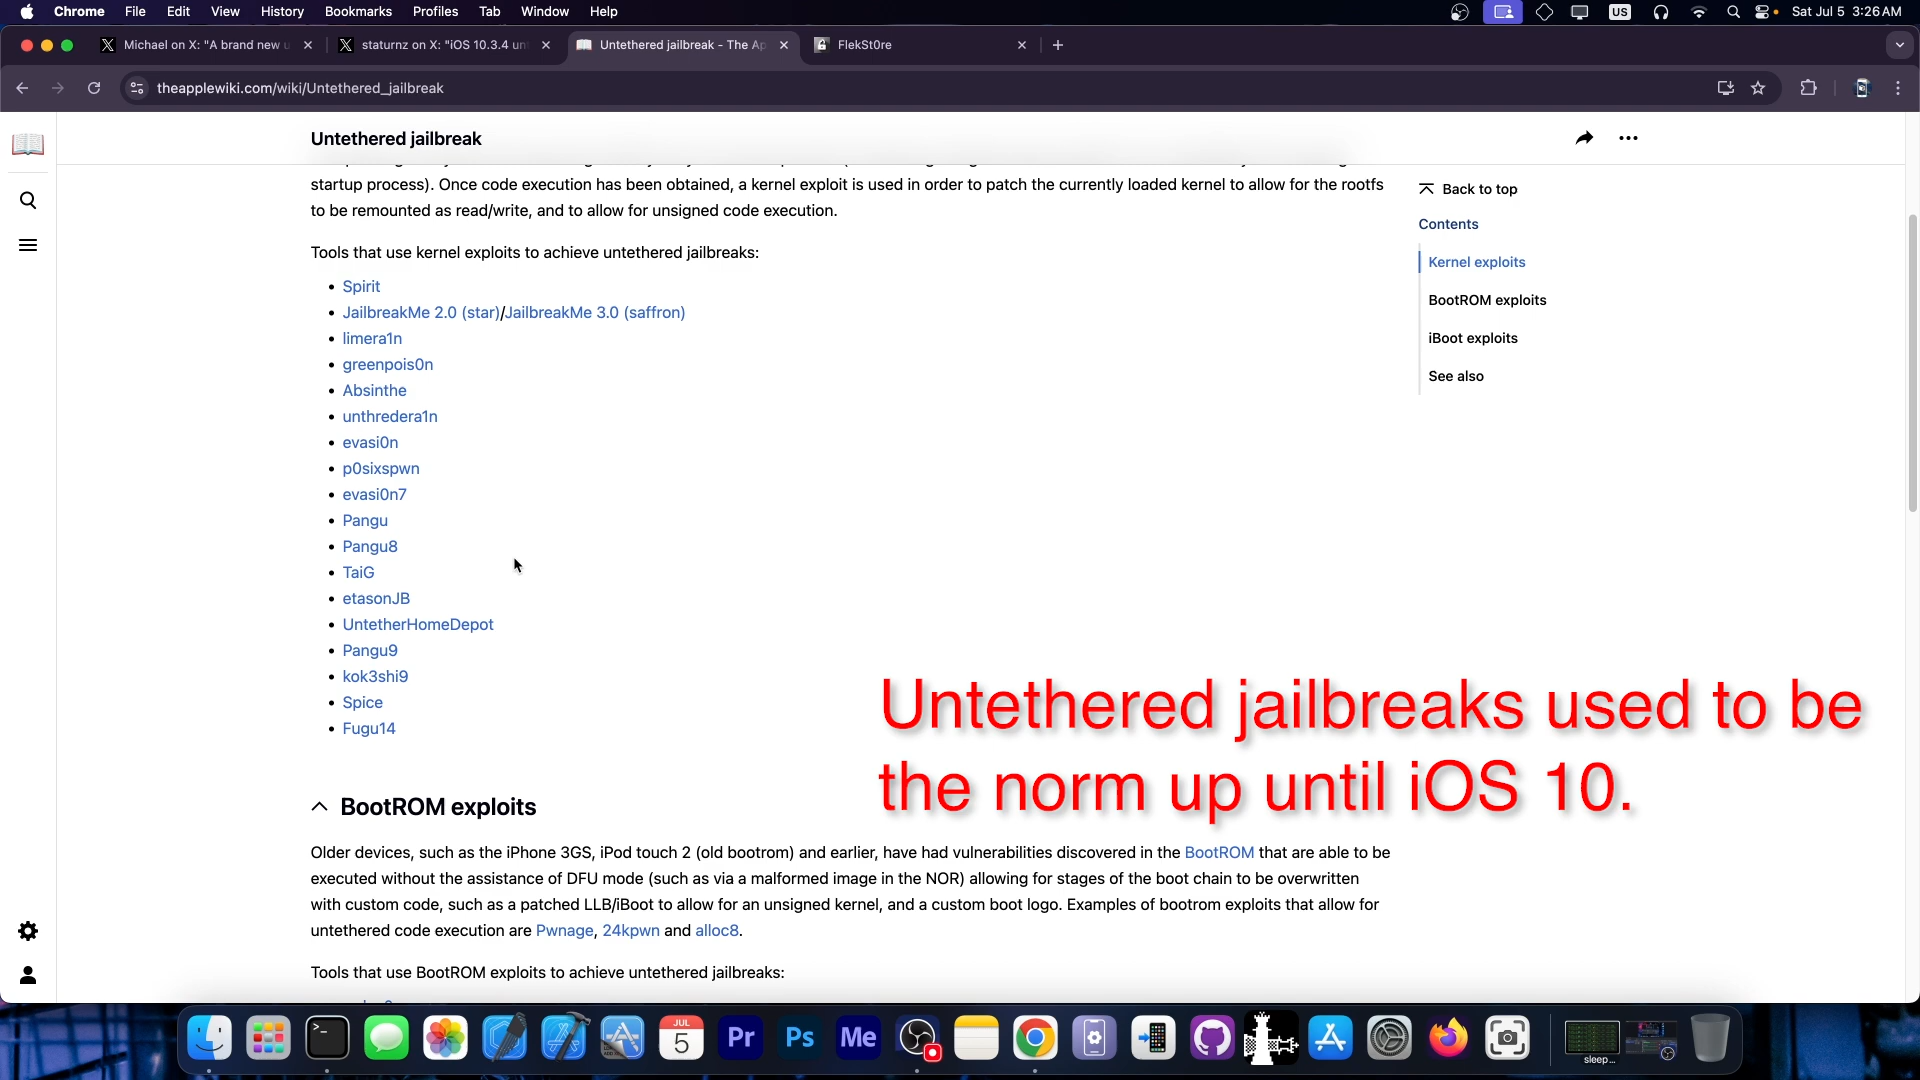 Chrome File Edit View History Bookmarks Profiles Tab Window Help US Sat Jul 5 3:26 AM
Michael on X: "A brand new u staturnz on X: "iOS 10.3.4 un Untethered jailbreak - The Ap FlekSt0re
theapplewiki.com/wiki/Untethered_jailbreak
Untethered jailbreak
startup process). Once code execution has been obtained, a kernel exploit is used in order to patch the currently loaded kernel to allow for the rootfs
to be remounted as read/write, and to allow for unsigned code execution.
Tools that use kernel exploits to achieve untethered jailbreaks:
Spirit
JailbreakMe 2.0 (star)/JailbreakMe 3.0 (saffron)
limera1n
greenpois0n
Absinthe
unthredera1n
evasi0n
p0sixspwn
evasi0n7
Pangu
Pangu8
TaiG
etasonJB
UntetherHomeDepot
Pangu9
kok3shi9
Spice
Fugu14
Back to top
Contents
Kernel exploits
BootROM exploits
iBoot exploits
See also
Untethered jailbreaks used to be
the norm up until iOS 10.
BootROM exploits
Older devices, such as the iPhone 3GS, iPod touch 2 (old bootrom) and earlier, have had vulnerabilities discovered in the BootROM that are able to be
executed without the assistance of DFU mode (such as via a malformed image in the NOR) allowing for stages of the boot chain to be overwritten
with custom code, such as a patched LLB/iBoot to allow for an unsigned kernel, and a custom boot logo. Examples of bootrom exploits that allow for
untethered code execution are Pwnage, 24kpwn and alloc8.
Tools that use BootROM exploits to achieve untethered jailbreaks:
JUL
5
Pr Ps Me
sleep...